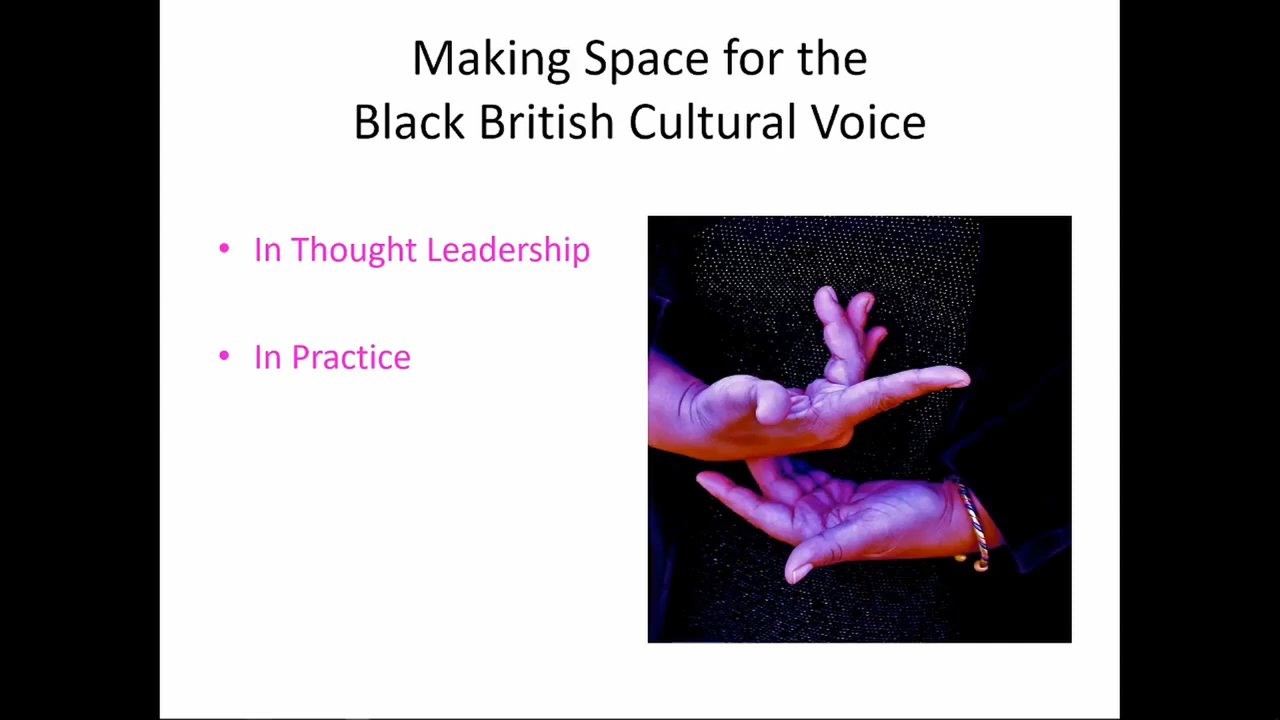 Making Space for the
Black British Cultural Voice
• In Thought Leadership
• In Practice